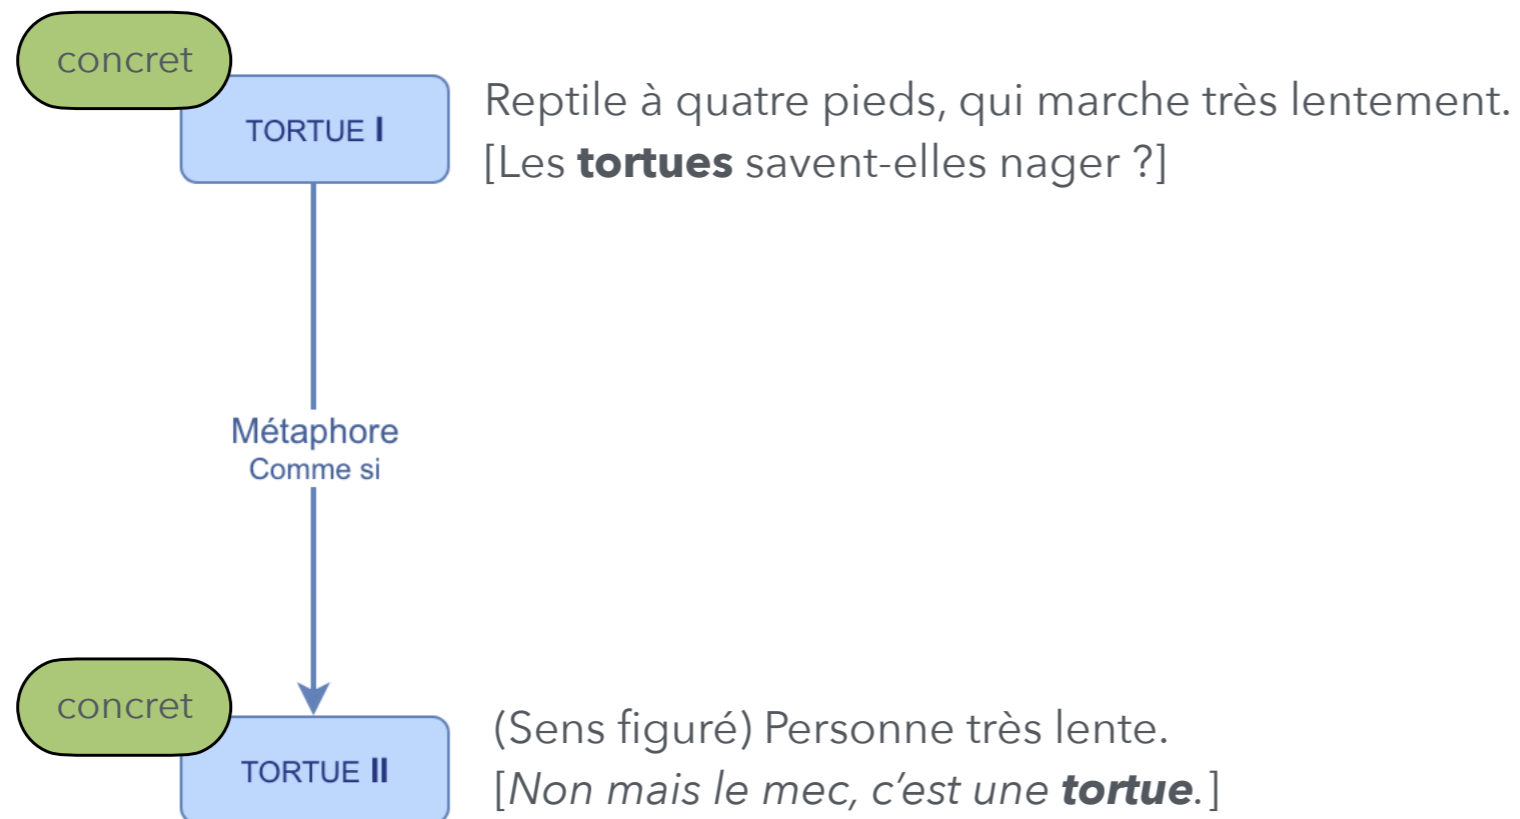 concret
TORTUE I
Reptile à quatre pieds, qui marche très lentement.
[Les tortues savent-elles nager ?]
Métaphore
Comme si
concret
TORTUE II
(Sens figuré) Personne très lente.
[Non mais le mec, c’est une tortue.]